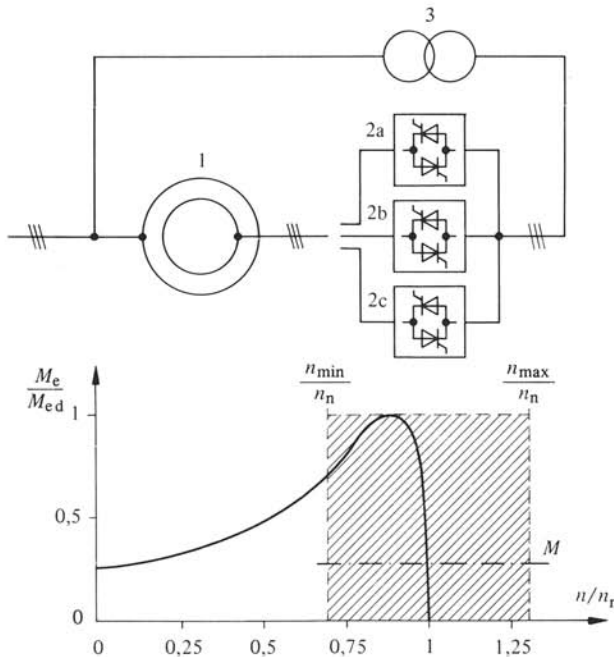 3
2a
1
2b
2c
M_e / M_ed
n_min / n_n
n_max / n_n
1
0,5
M
0
n/n_n
0
0,25
0,5
0,75
1
1,25